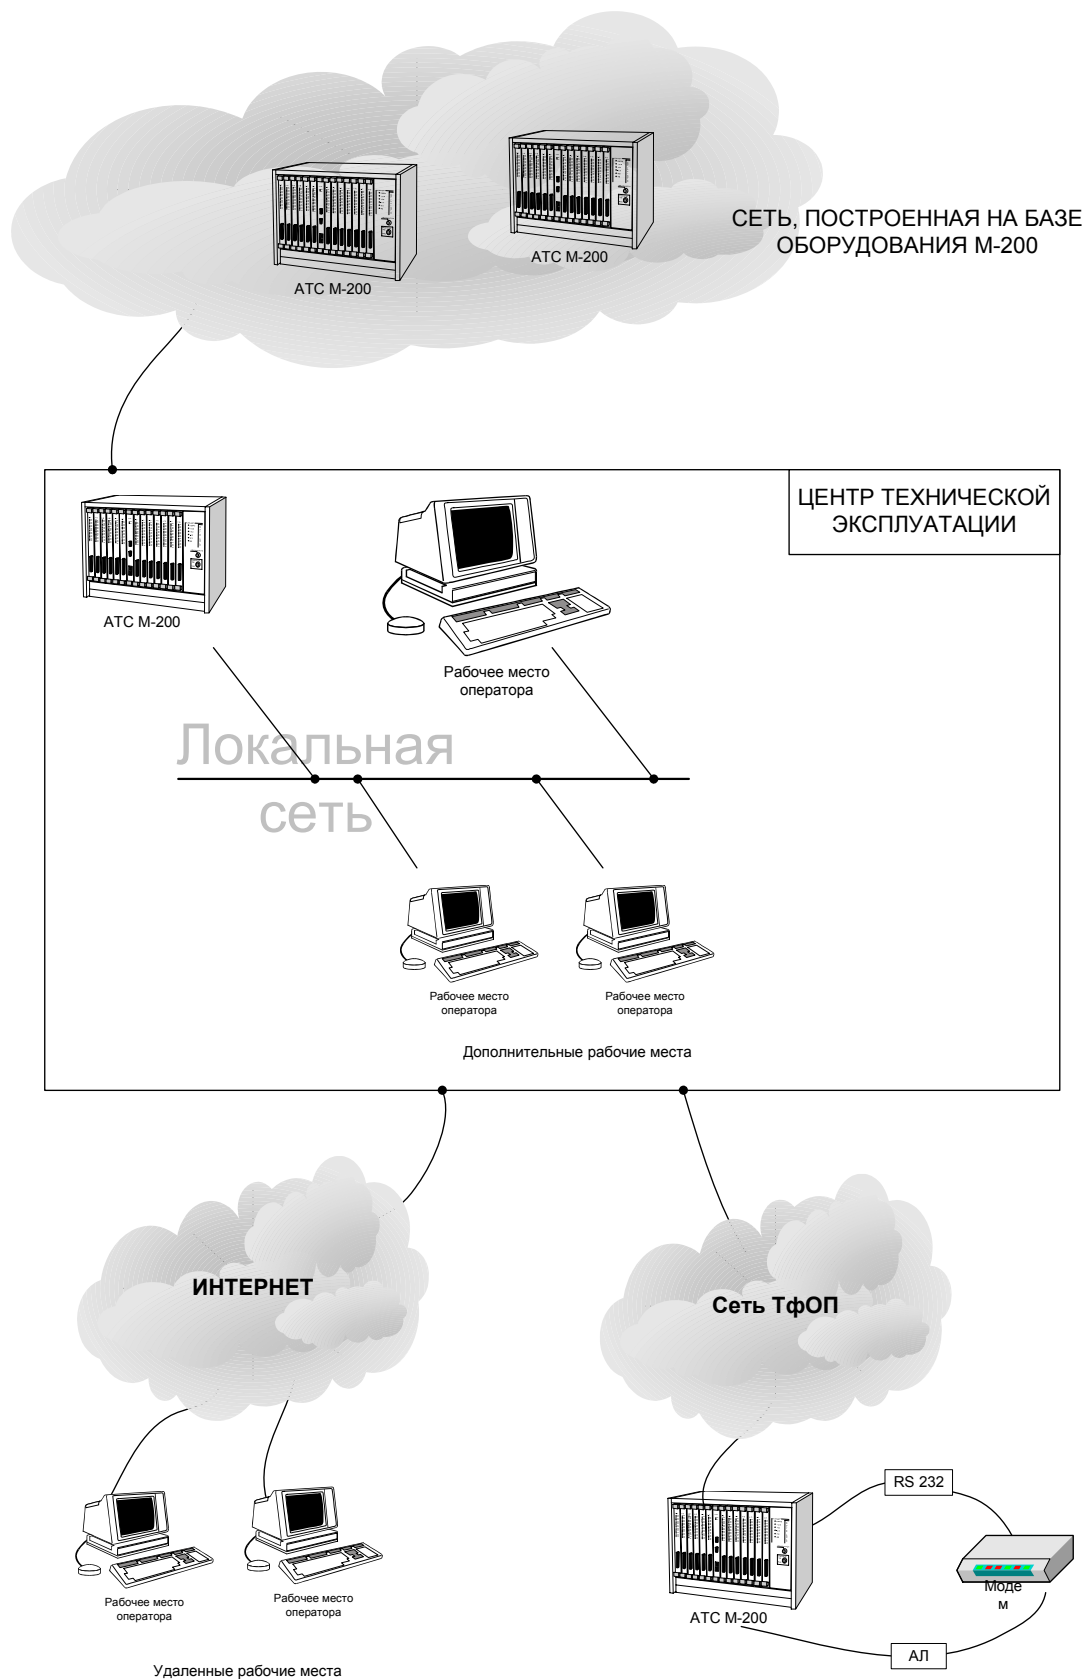 СЕТЬ, ПОСТРОЕННАЯ НА БАЗЕ
ОБОРУДОВАНИЯ М-200
АТС М-200
АТС М-200
ЦЕНТР ТЕХНИЧЕСКОЙ
ЭКСПЛУАТАЦИИ
АТС М-200
Рабочее место
оператора
Локальная
сеть
Рабочее место
оператора
Рабочее место
оператора
Дополнительные рабочие места
ИНТЕРНЕТ
Сеть ТфОП
RS 232
Моде
м
АТС М-200
АЛ
Рабочее место
оператора
Рабочее место
оператора
Удаленные рабочие места